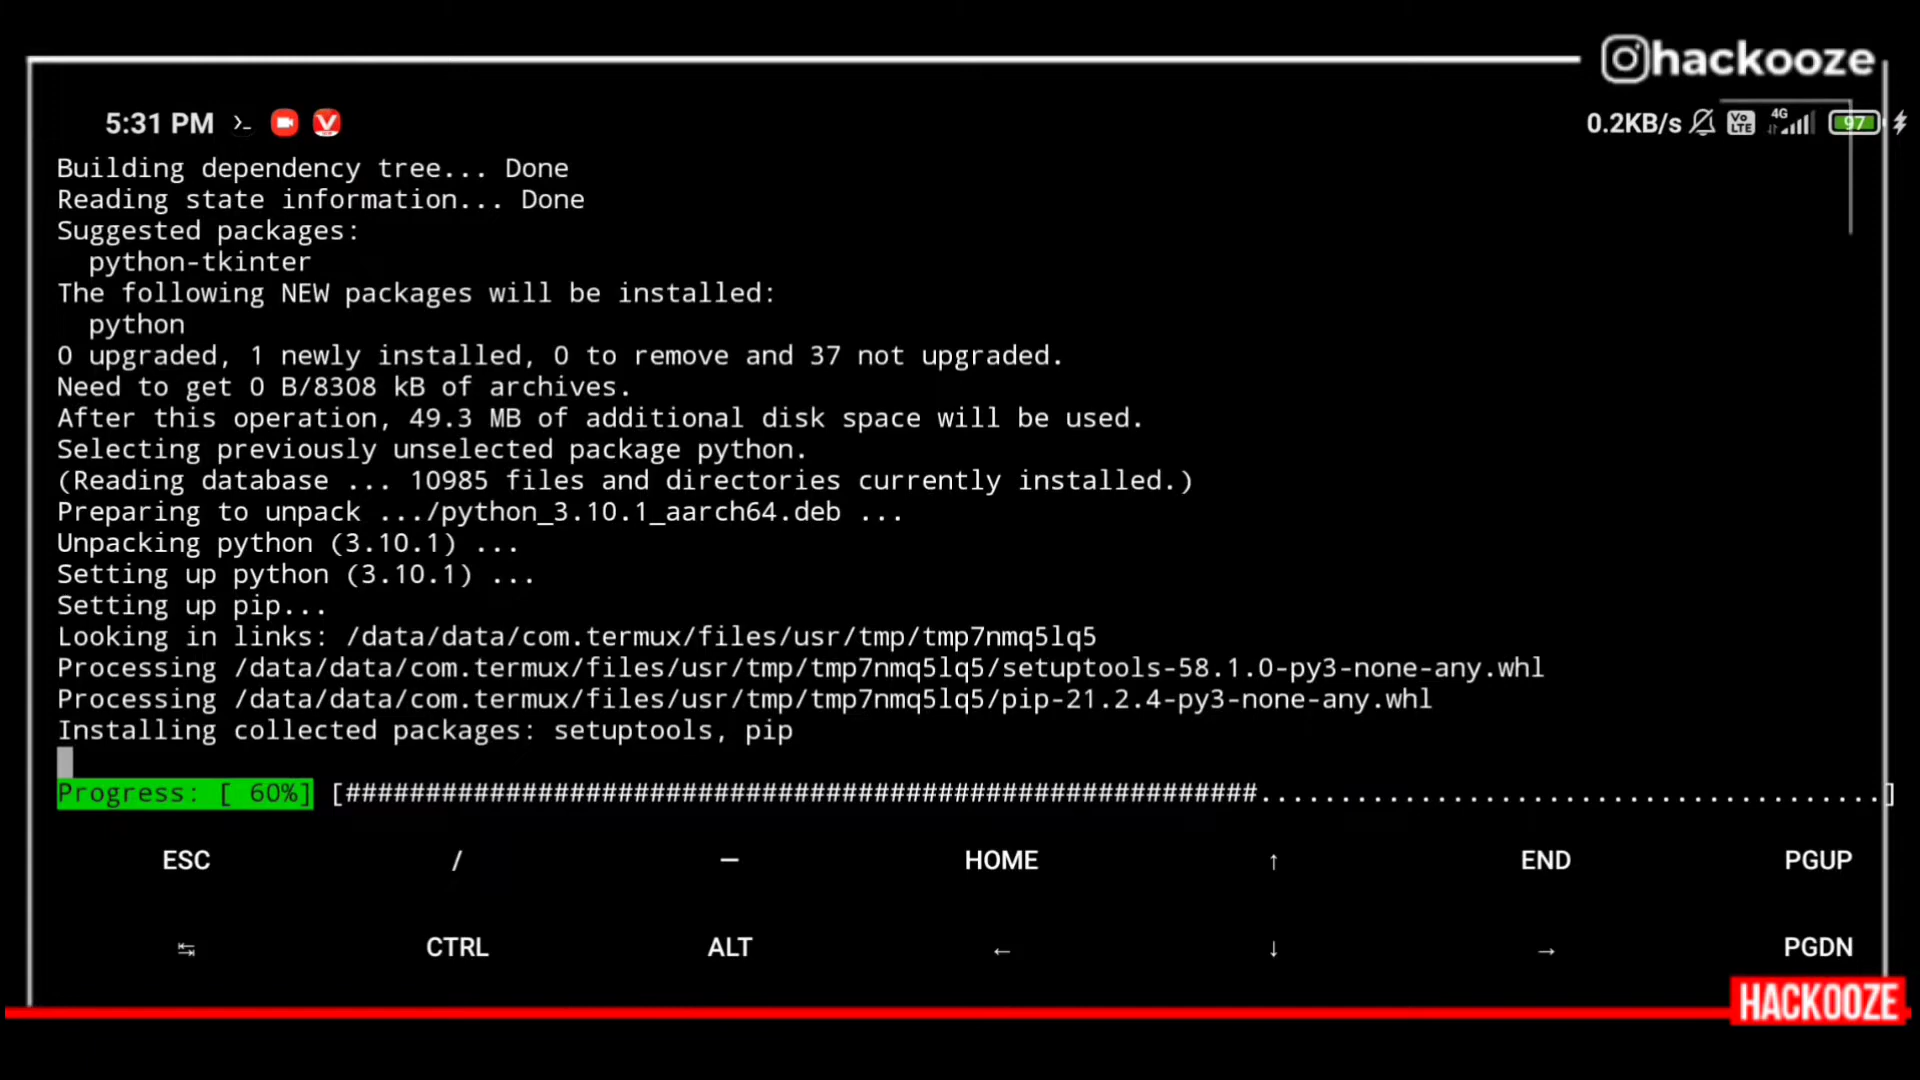 hackooze
5:31 PM >_ 0.2KB/s Vo LTE 4G 97
Building dependency tree... Done
Reading state information... Done
Suggested packages:
  python-tkinter
The following NEW packages will be installed:
  python
0 upgraded, 1 newly installed, 0 to remove and 37 not upgraded.
Need to get 0 B/8308 kB of archives.
After this operation, 49.3 MB of additional disk space will be used.
Selecting previously unselected package python.
(Reading database ... 10985 files and directories currently installed.)
Preparing to unpack .../python_3.10.1_aarch64.deb ...
Unpacking python (3.10.1) ...
Setting up python (3.10.1) ...
Setting up pip...
Looking in links: /data/data/com.termux/files/usr/tmp/tmp7nmq5lq5
Processing /data/data/com.termux/files/usr/tmp/tmp7nmq5lq5/setuptools-58.1.0-py3-none-any.whl
Processing /data/data/com.termux/files/usr/tmp/tmp7nmq5lq5/pip-21.2.4-py3-none-any.whl
Installing collected packages: setuptools, pip
Progress: [ 60%] [#########################################################.......................................]
ESC / — HOME ↑ END PGUP
↹ CTRL ALT ← ↓ → PGDN
HACKOOZE